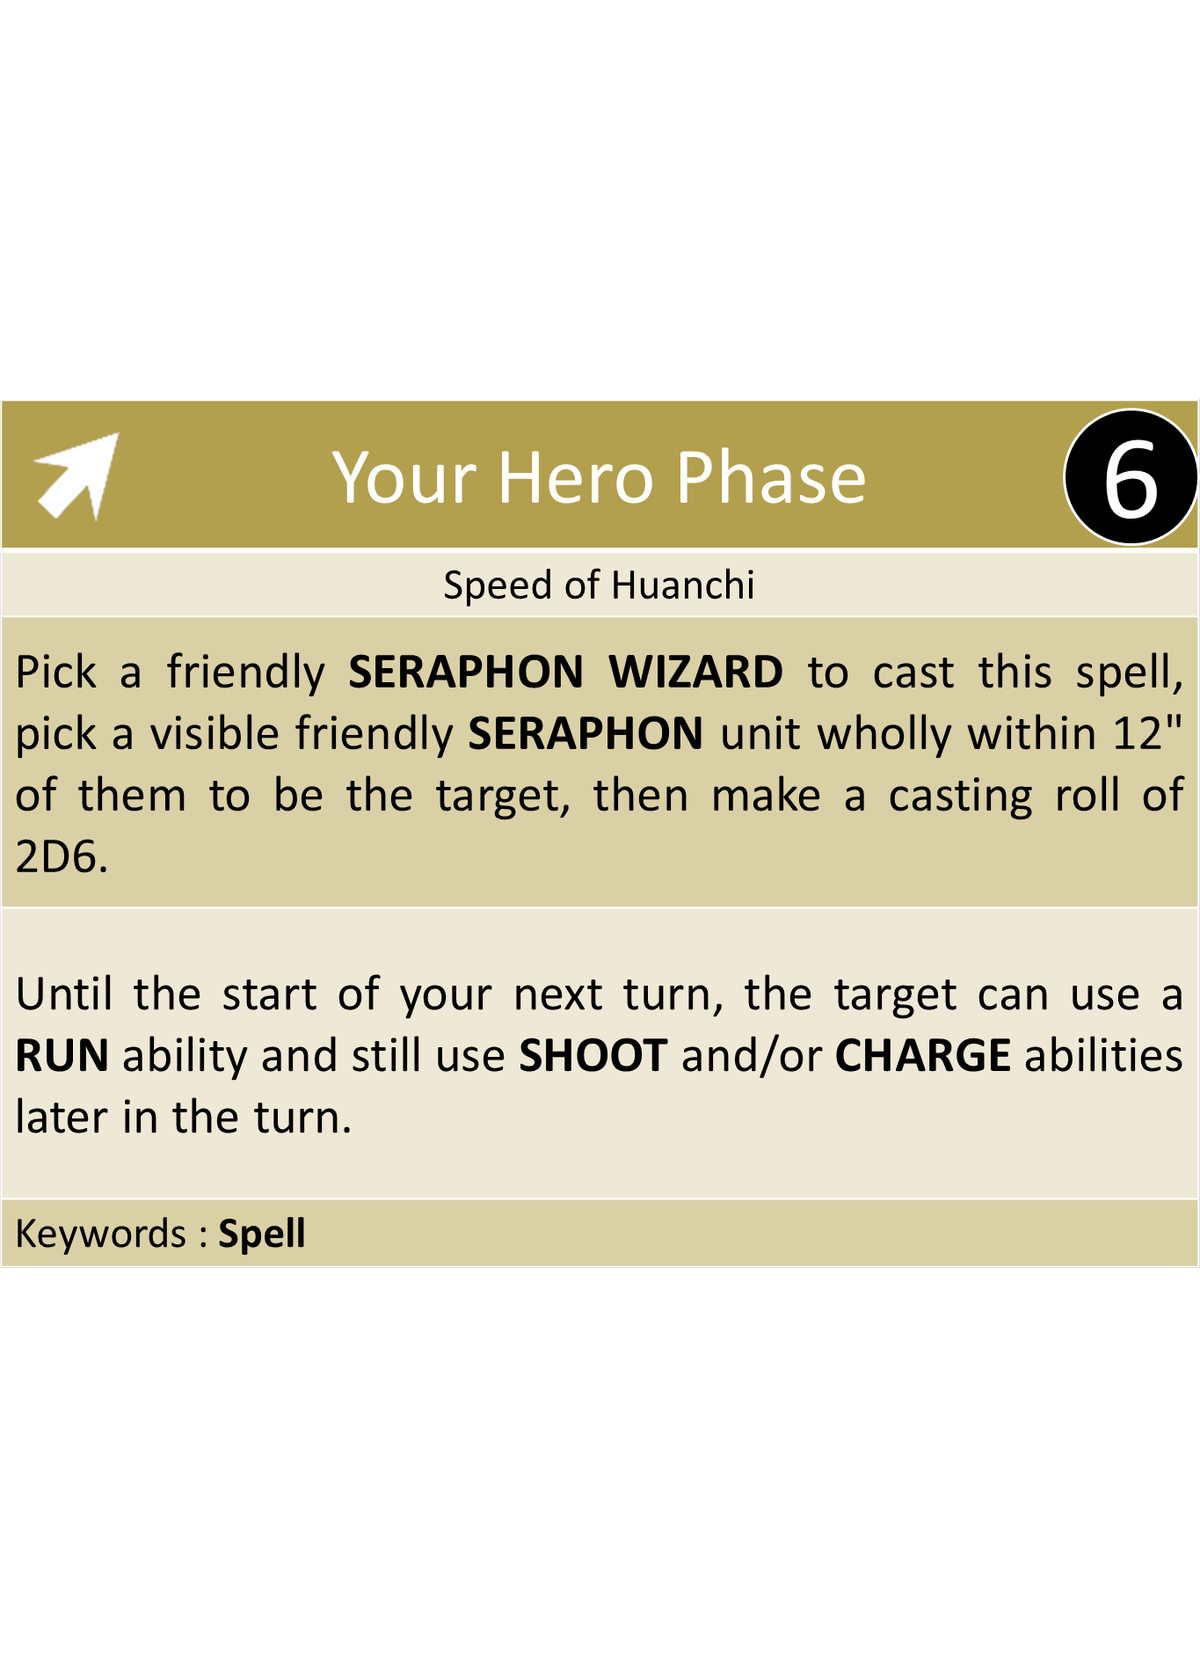 Your Hero Phase
6
Speed of Huanchi
Pick a friendly SERAPHON WIZARD to cast this spell,
pick a visible friendly SERAPHON unit wholly within 12"
of them to be the target, then make a casting roll of
2D6.
Until the start of your next turn, the target can use a
RUN ability and still use SHOOT and/or CHARGE abilities
later in the turn.
Keywords : Spell